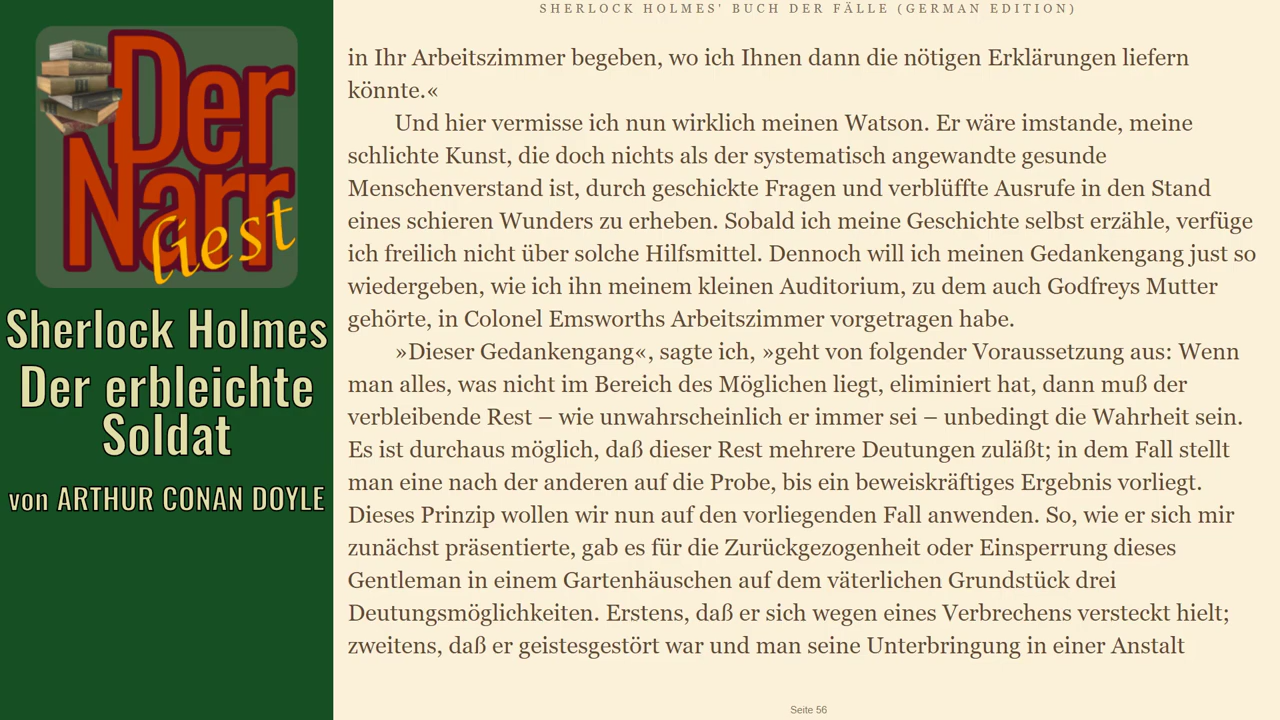 Der
Narr
liest
Sherlock Holmes
Der erbleichte
Soldat
von ARTHUR CONAN DOYLE
SHERLOCK HOLMES' BUCH DER FÄLLE (GERMAN EDITION)
in Ihr Arbeitszimmer begeben, wo ich Ihnen dann die nötigen Erklärungen liefern
könnte.«
Und hier vermisse ich nun wirklich meinen Watson. Er wäre imstande, meine
schlichte Kunst, die doch nichts als der systematisch angewandte gesunde
Menschenverstand ist, durch geschickte Fragen und verblüffte Ausrufe in den Stand
eines schieren Wunders zu erheben. Sobald ich meine Geschichte selbst erzähle, verfüge
ich freilich nicht über solche Hilfsmittel. Dennoch will ich meinen Gedankengang just so
wiedergeben, wie ich ihn meinem kleinen Auditorium, zu dem auch Godfreys Mutter
gehörte, in Colonel Emsworths Arbeitszimner vorgetragen habe.
»Dieser Gedankengang«, sagte ich, »geht von folgender Voraussetzung aus: Wenn
man alles, was nicht im Bereich des Möglichen liegt, eliminiert hat, dann muß der
verbleibende Rest – wie unwahrscheinlich er immer sei – unbedingt die Wahrheit sein.
Es ist durchaus möglich, daß dieser Rest mehrere Deutungen zuläßt; in dem Fall stellt
man eine nach der anderen auf die Probe, bis ein beweiskräftiges Ergebnis vorliegt.
Dieses Prinzip wollen wir nun auf den vorliegenden Fall anwenden. So, wie er sich mir
zunächst präsentierte, gab es für die Zurückgezogenheit oder Einsperrung dieses
Gentleman in einem Gartenhäuschen auf dem väterlichen Grundstück drei
Deutungsmöglichkeiten. Erstens, daß er sich wegen eines Verbrechens versteckt hielt;
zweitens, daß er geistesgestört war und man seine Unterbringung in einer Anstalt
Seite 56